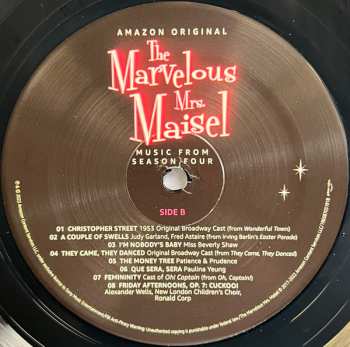 AMAZON ORIGINAL
The
Marvelous
Mrs.
Maisel
MUSIC FROM
SEASON FOUR
SIDE B
01 CHRISTOPHER STREET 1953 Original Broadway Cast (from Wonderful Town)
02 A COUPLE OF SWELLS Judy Garland, Fred Astaire (from Irving Berlin's Easter Parade)
03 I'M NOBODY'S BABY Miss Beverly Shaw
04 THEY CAME, THEY DANCED Original Broadway Cast (from They Came, They Danced)
05 THE MONEY TREE Patience & Prudence
06 QUE SERA, SERA Paulina Yeung
07 FEMININITY Cast of Oh! Captain (from Oh, Captain!)
08 FRIDAY AFTERNOONS, OP. 7: CUCKOO!
Alexander Wells, New London Children's Choir,
Ronald Corp